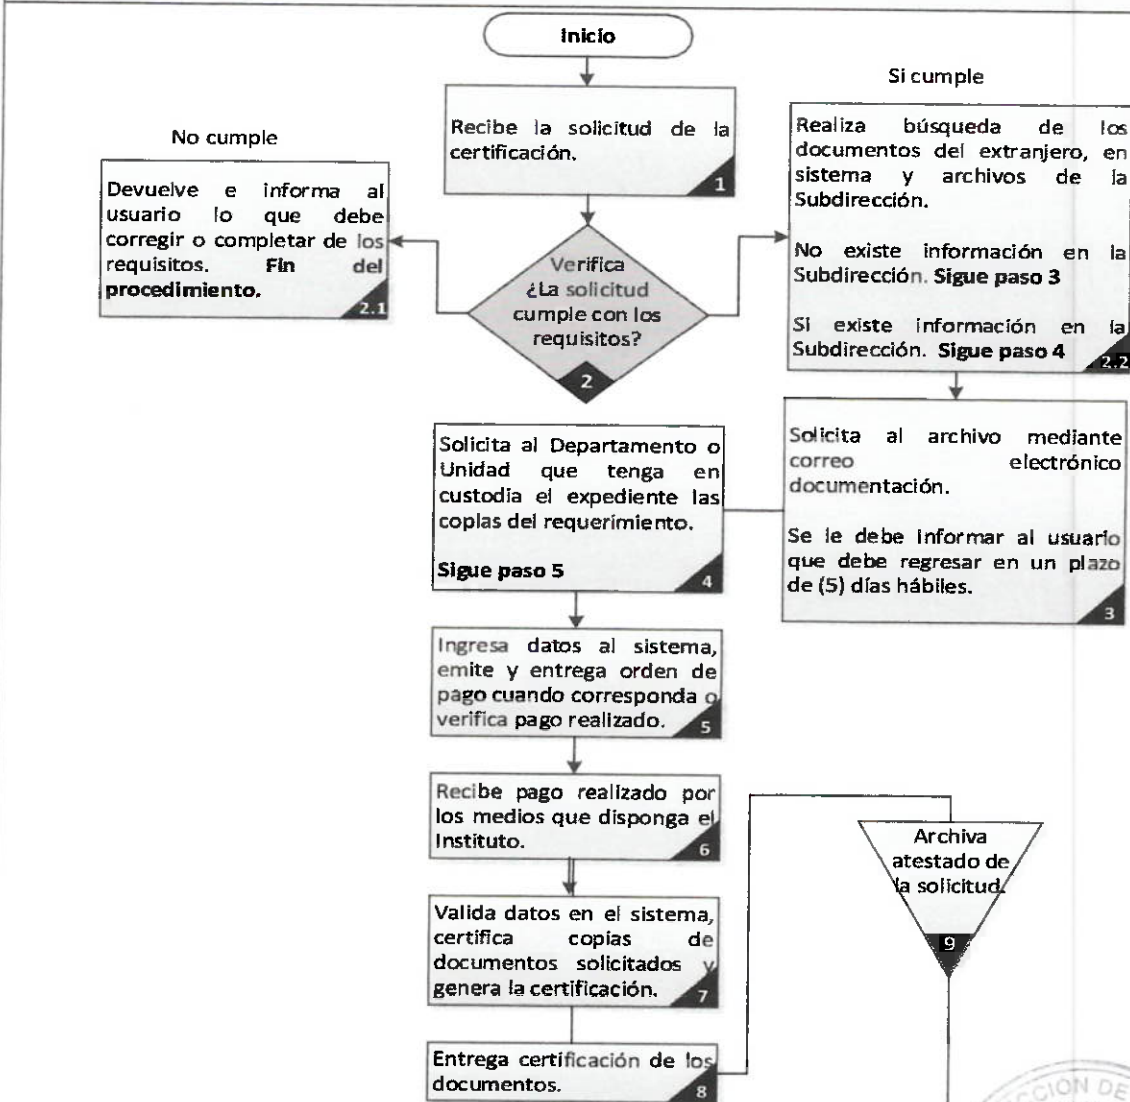 Inicio
Recibe la solicitud de la
certificación.
1
Si cumple
Realiza búsqueda de los
documentos del extranjero, en
sistema y archivos de la
Subdirección.
No existe información en la
Subdirección. Sigue paso 3
Si existe información en la
Subdirección. Sigue paso 4
2.2
No cumple
Devuelve e informa al
usuario lo que debe
corregir o completar de los
requisitos. Fin del
procedimiento.
2.1
Verifica
¿La solicitud
cumple con los
requisitos?
2
Solicita al archivo mediante
correo electrónico
documentación.
Se le debe informar al usuario
que debe regresar en un plazo
de (5) días hábiles.
3
Solicita al Departamento o
Unidad que tenga en
custodia el expediente las
copias del requerimiento.
Sigue paso 5
4
Ingresa datos al sistema,
emite y entrega orden de
pago cuando corresponda o
verifica pago realizado.
5
Recibe pago realizado por
los medios que disponga el
Instituto.
6
Valida datos en el sistema,
certifica copias de
documentos solicitados y
genera la certificación.
7
Entrega certificación de los
documentos.
8
Archiva
atestado de
la solicitud.
9
CCIÓN DE